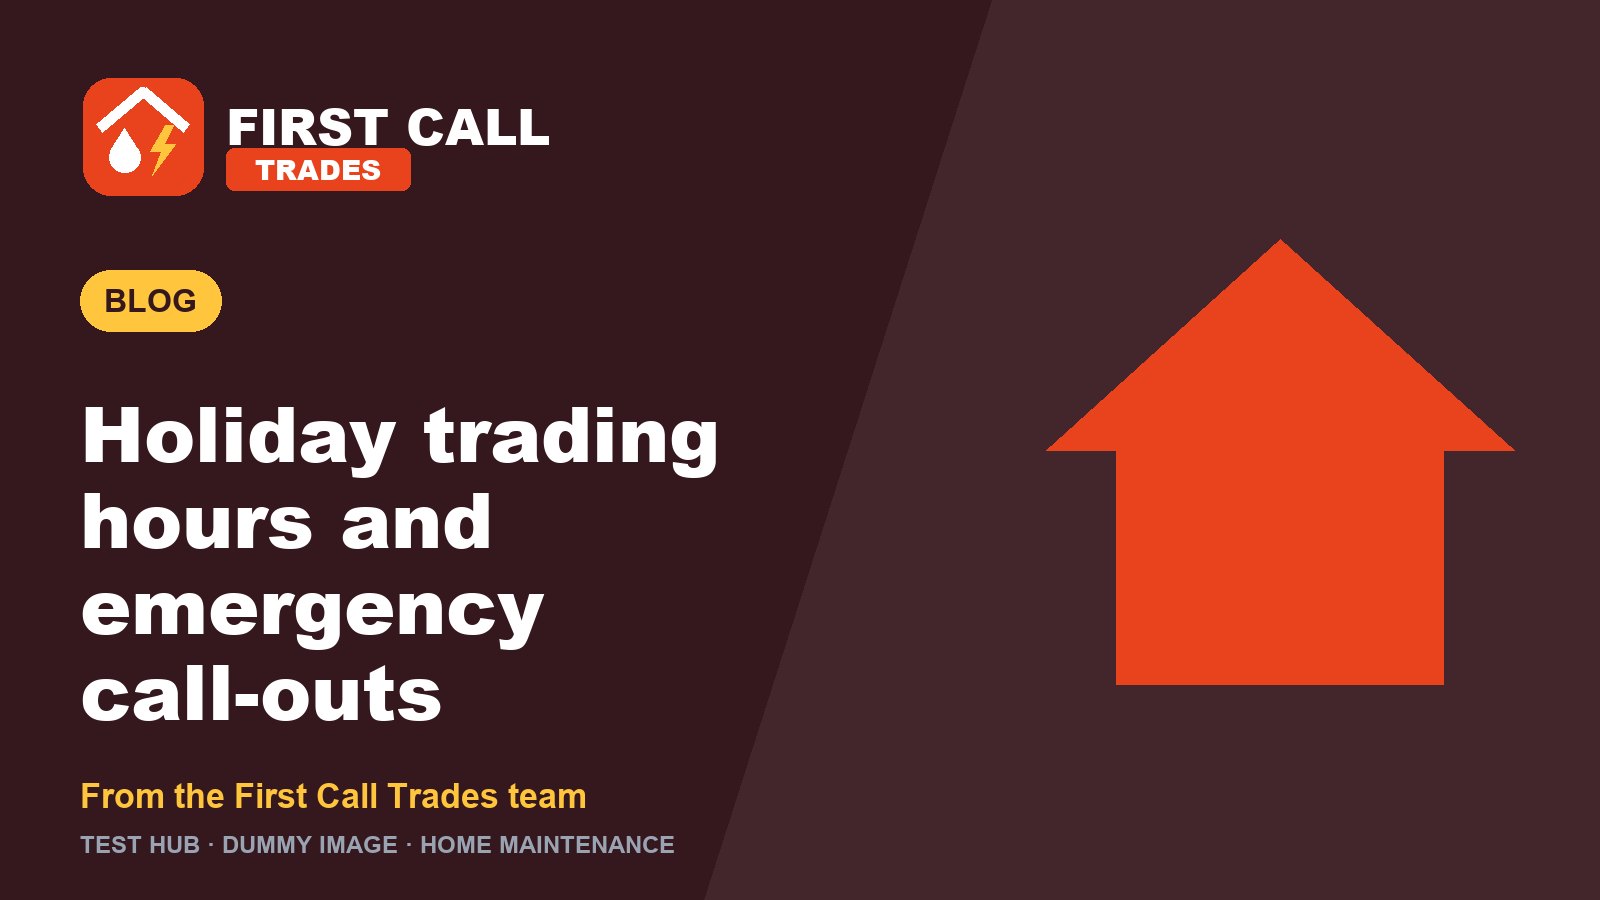 FIRST CALL
TRADES
BLOG
Holiday trading
hours and
emergency
call-outs
From the First Call Trades team
TEST HUB · DUMMY IMAGE · HOME MAINTENANCE